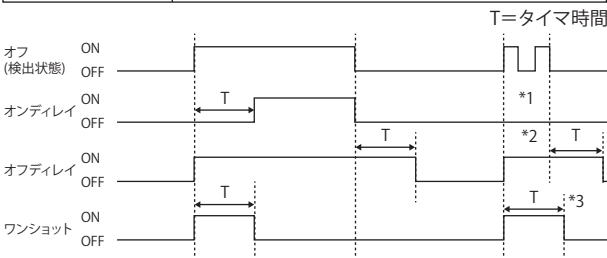 T=タイマ時間
オフ
(検出状態)
ON
OFF
オンディレイ
ON
OFF
T
*1
オフディレイ
ON
OFF
T
*2
T
ワンショット
ON
OFF
T
T
*3